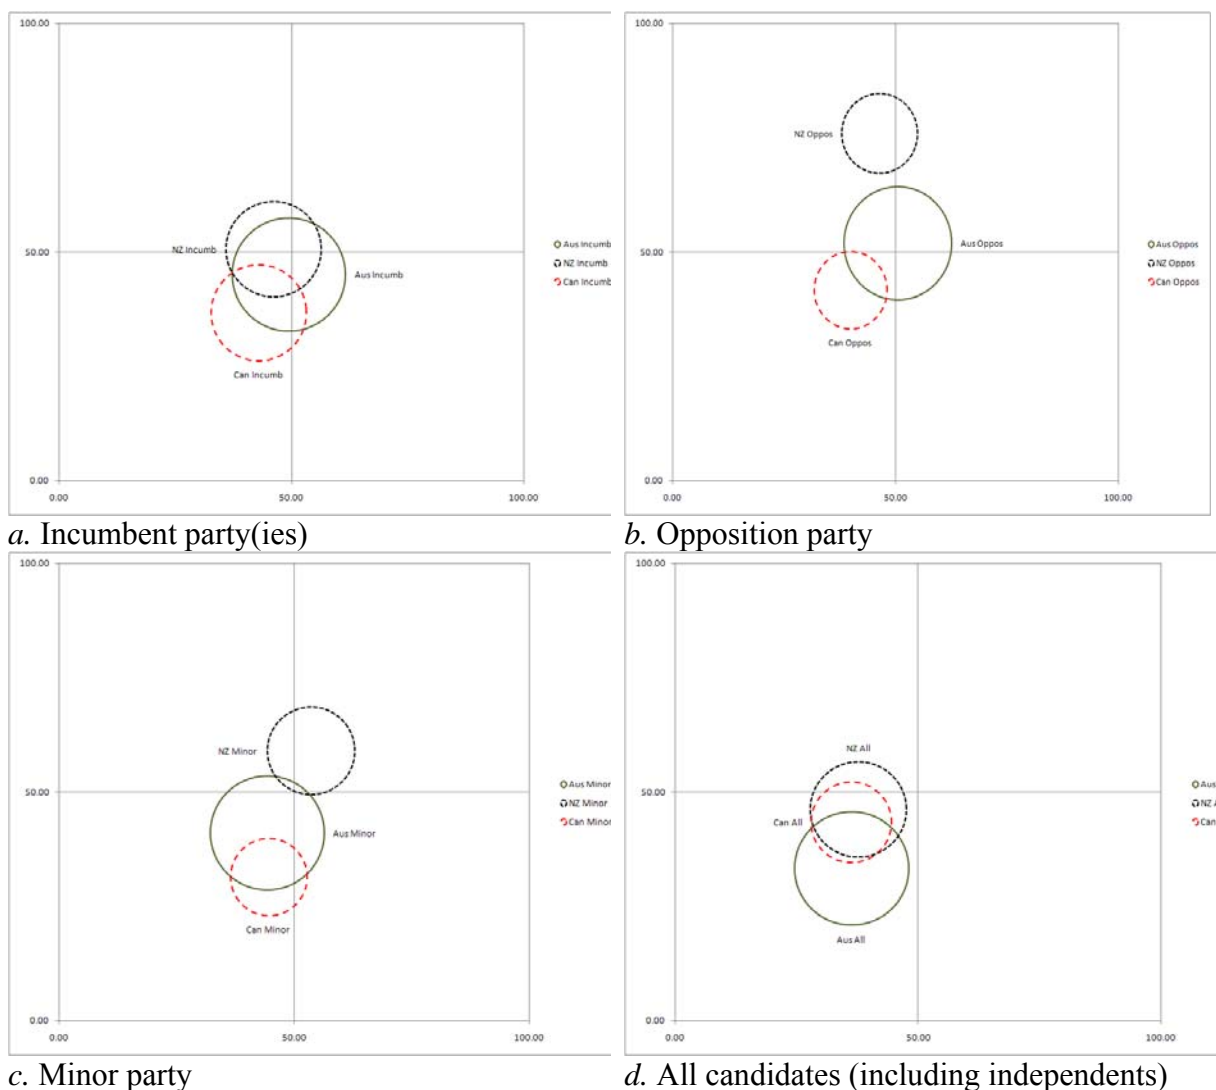 100.00
NZ Incumb
50.00
Aus Incumb
Can Incumb
0.00
0.00
50.00
100.00
Aus Incumb
NZ Incumb
Can Incumb
a. Incumbent party(ies)
100.00
NZ Oppos
50.00
Aus Oppos
Can Oppos
0.00
0.00
50.00
100.00
Aus Oppos
NZ Oppos
Can Oppos
b. Opposition party
100.00
NZ Minor
50.00
Aus Minor
Can Minor
0.00
0.00
50.00
100.00
Aus Minor
NZ Minor
Can Minor
c. Minor party
100.00
NZ All
50.00
Can All
Aus All
0.00
0.00
50.00
100.00
Aus
NZ A
Can
d. All candidates (including independents)